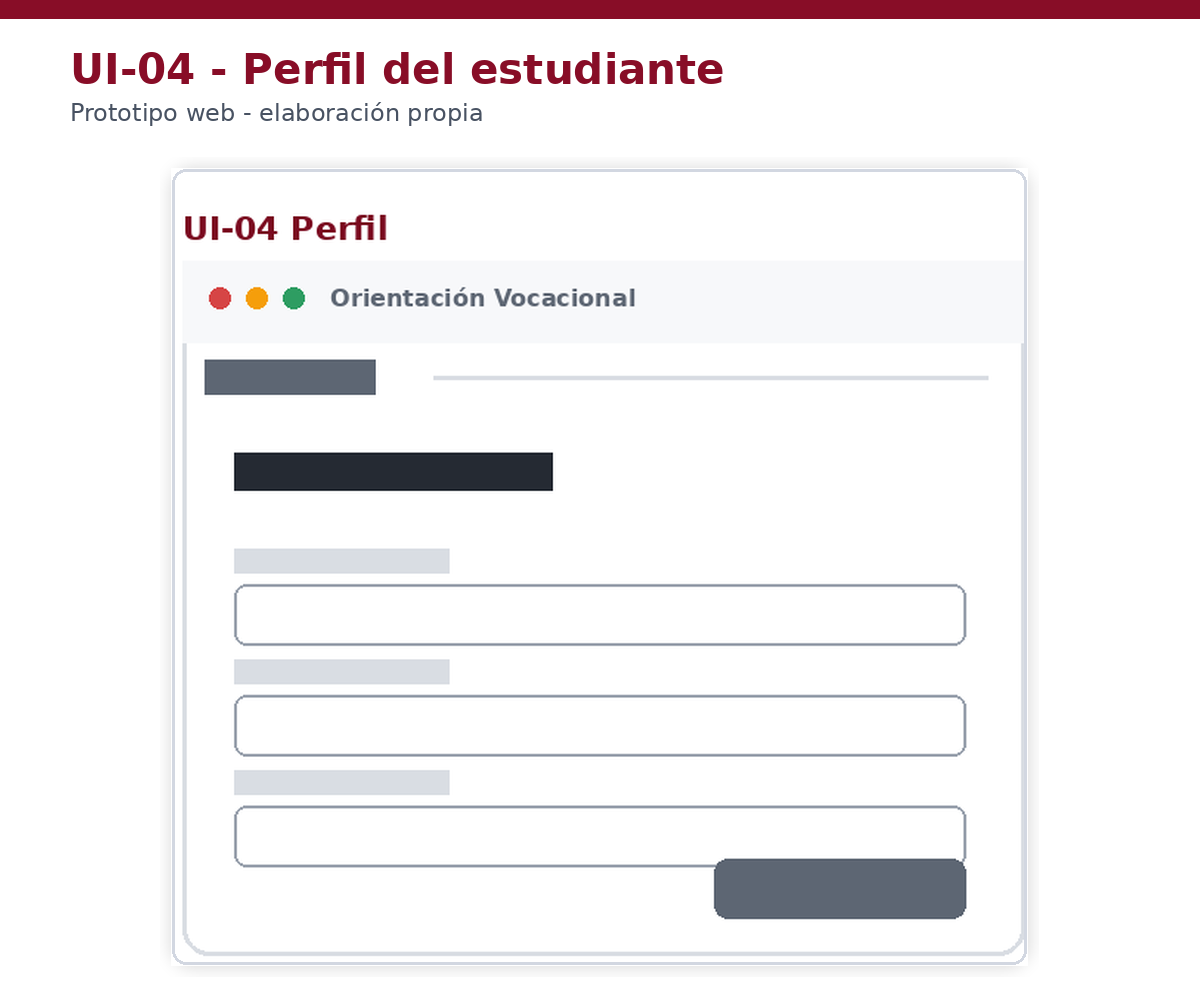 UI-04 - Perfil del estudiante
Prototipo web - elaboración propia
UI-04 Perfil
Orientación Vocacional